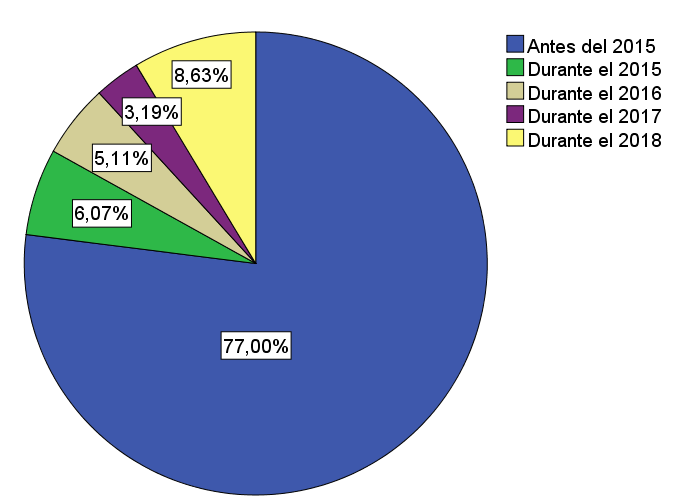 Antes del 2015
Durante el 2015
Durante el 2016
Durante el 2017
Durante el 2018
8,63%
3,19%
5,11%
6,07%
77,00%